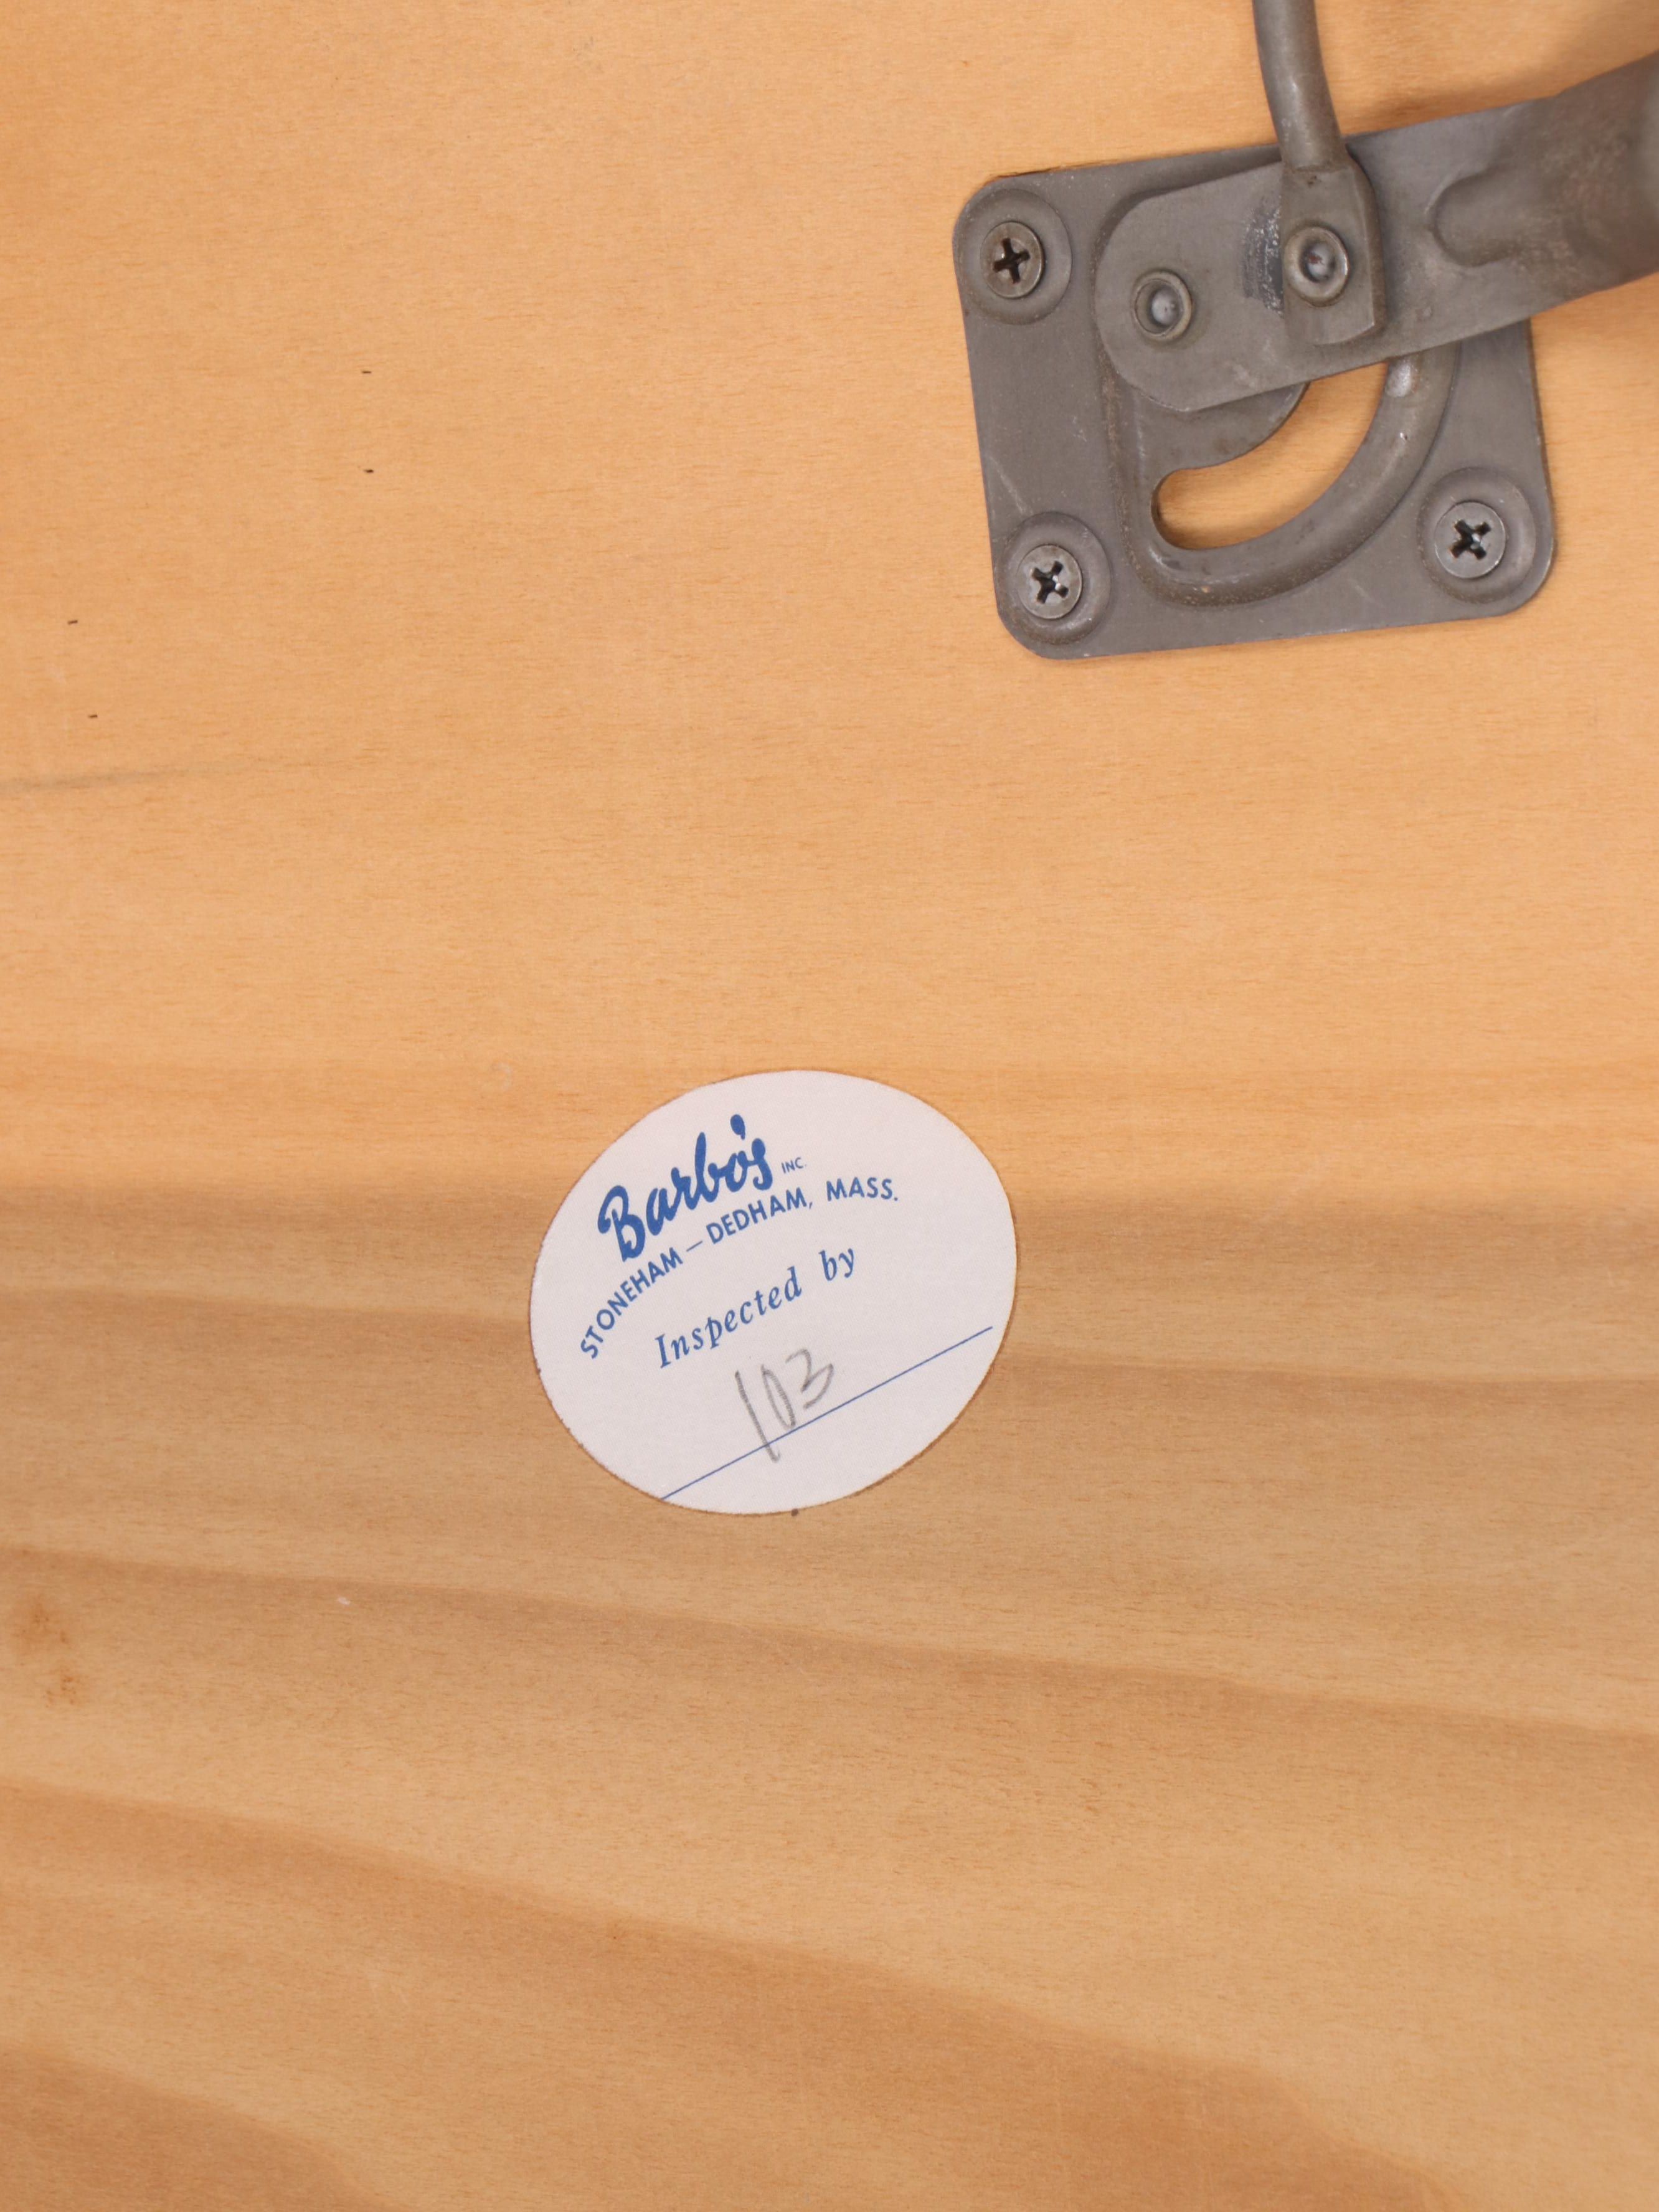 Barbo's INC.
STONEHAM — DEDHAM, MASS.
Inspected by
103